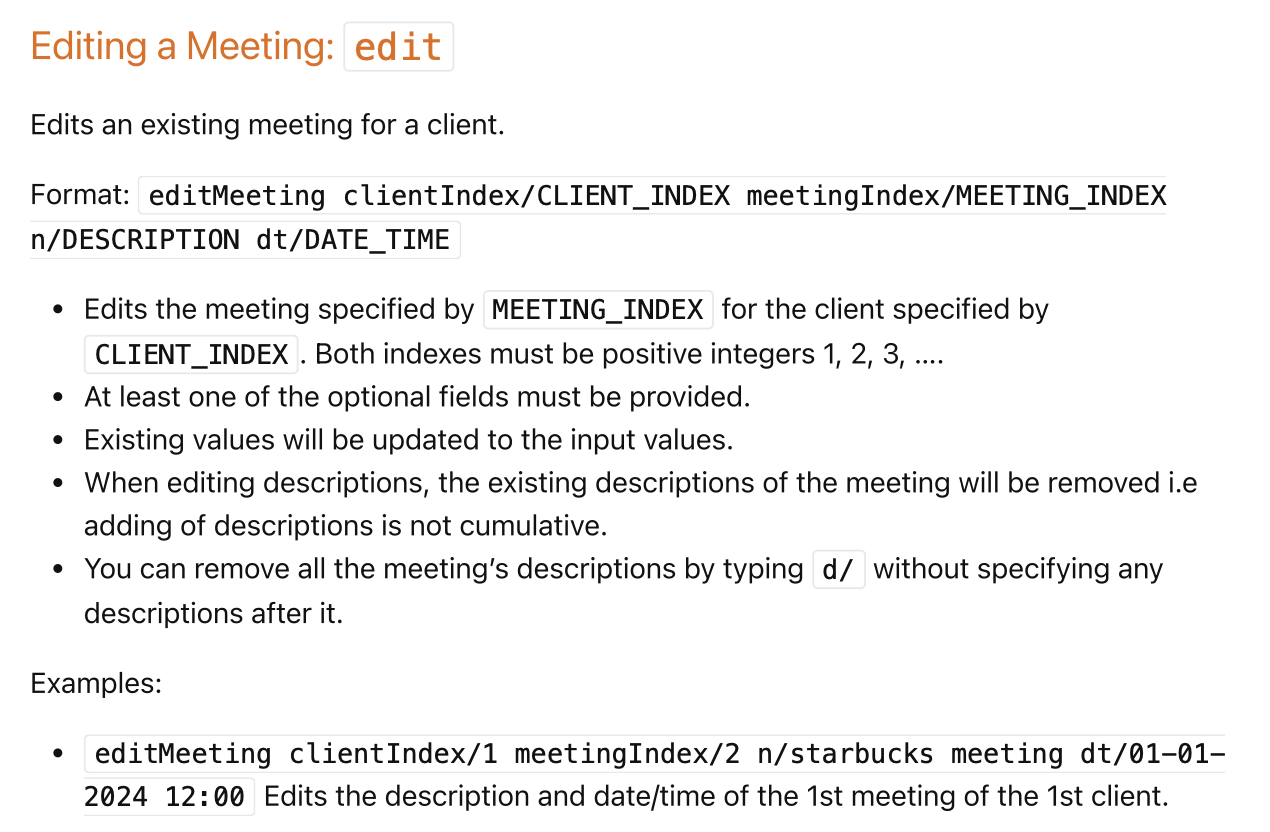 Editing a Meeting: edit
Edits an existing meeting for a client.
Format: editMeeting clientIndex/CLIENT_INDEX meetingIndex/MEETING_INDEX
n/DESCRIPTION dt/DATE_TIME
• Edits the meeting specified by MEETING_INDEX for the client specified by
CLIENT_INDEX. Both indexes must be positive integers 1, 2, 3, ….
• At least one of the optional fields must be provided.
• Existing values will be updated to the input values.
• When editing descriptions, the existing descriptions of the meeting will be removed i.e
adding of descriptions is not cumulative.
• You can remove all the meeting’s descriptions by typing d/ without specifying any
descriptions after it.
Examples:
• editMeeting clientIndex/1 meetingIndex/2 n/starbucks meeting dt/01-01-
2024 12:00 Edits the description and date/time of the 1st meeting of the 1st client.